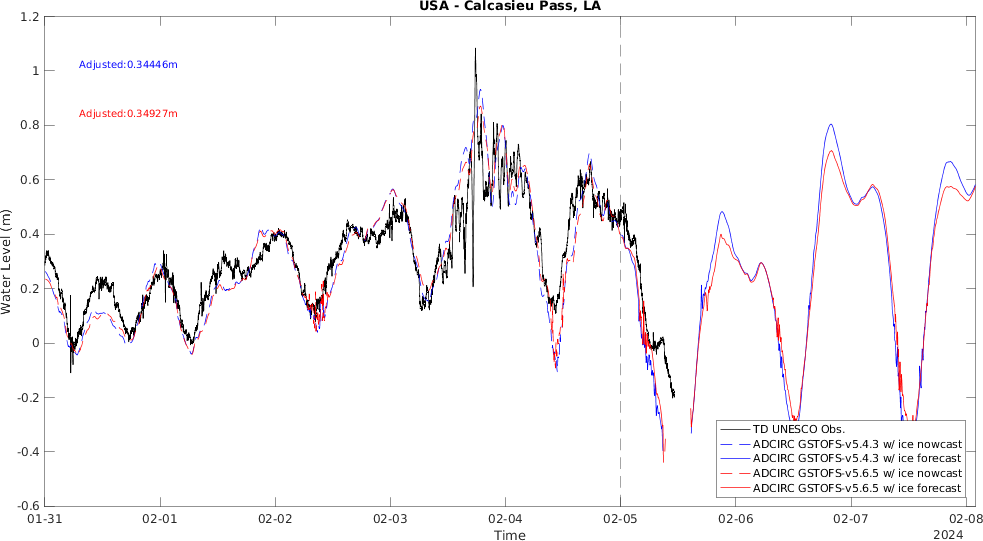 USA - Calcasieu Pass, LA
1.2
1
0.8
0.6
0.4
0.2
0
-0.2
-0.4
-0.6
Water Level (m)
Adjusted:0.34446m
Adjusted:0.34927m
TD UNESCO Obs.
ADCIRC GSTOFS-v5.4.3 w/ ice nowcast
ADCIRC GSTOFS-v5.4.3 w/ ice forecast
ADCIRC GSTOFS-v5.6.5 w/ ice nowcast
ADCIRC GSTOFS-v5.6.5 w/ ice forecast
01-31 02-01 02-02 02-03 02-04 02-05 02-06 02-07 02-08
2024
Time